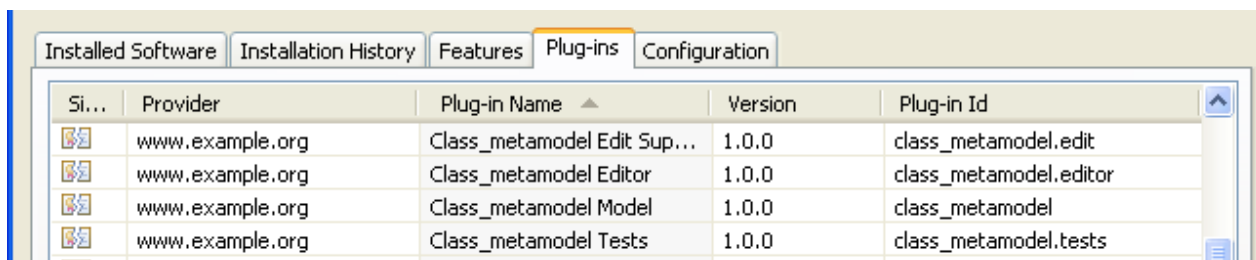 Installed Software Installation History Features Plug-ins Configuration
Si... Provider Plug-in Name Version Plug-in Id
www.example.org Class_metamodel Edit Sup... 1.0.0 class_metamodel.edit
www.example.org Class_metamodel Editor 1.0.0 class_metamodel.editor
www.example.org Class_metamodel Model 1.0.0 class_metamodel
www.example.org Class_metamodel Tests 1.0.0 class_metamodel.tests